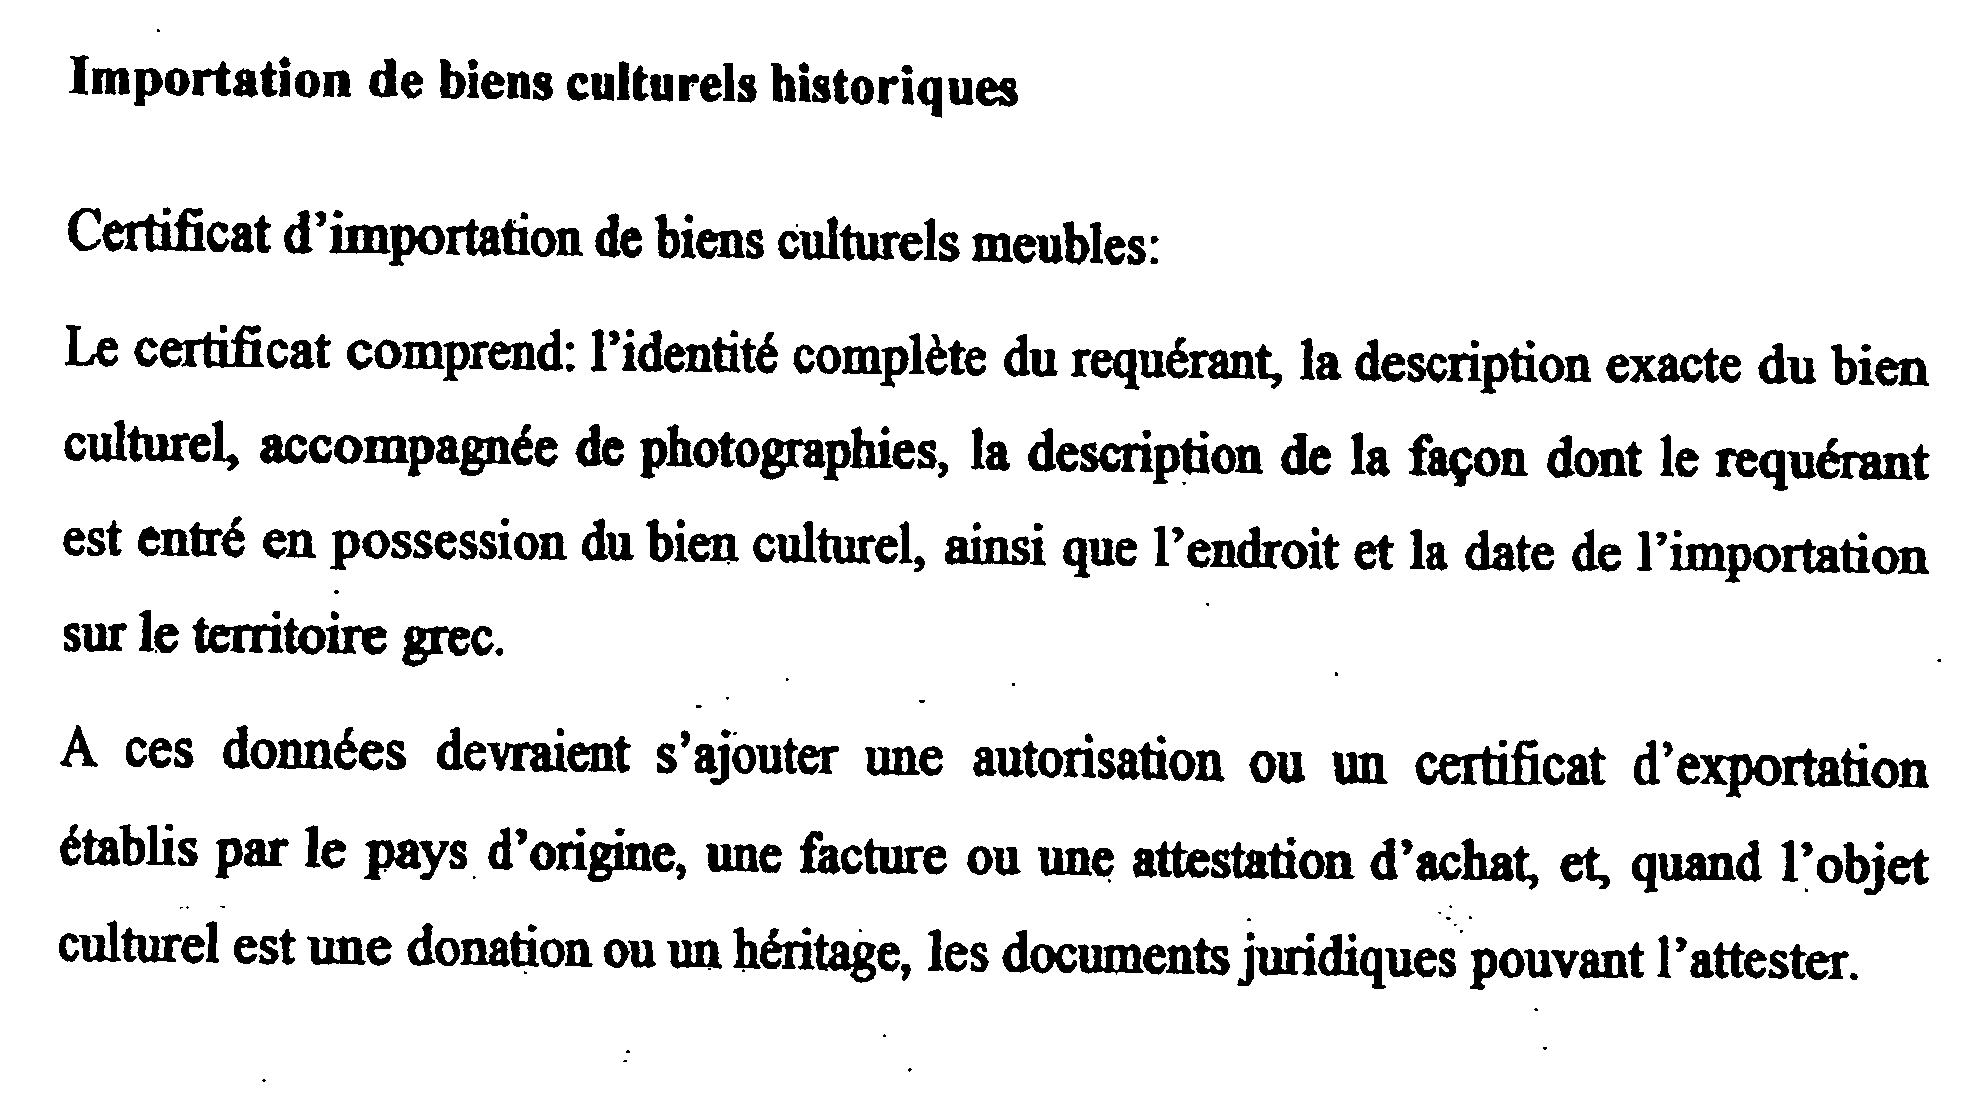 Importation de biens culturels historiques
Certificat d'importation de biens culturels meubles:
Le certificat comprend: l'identité complète du requérant, la description exacte du bien
culturel, accompagnée de photographies, la description de la façon dont le requérant
est entré en possession du bien culturel, ainsi que l'endroit et la date de l'importation
sur le territoire grec.
A ces données devraient s'ajouter une autorisation ou un certificat d'exportation
établis par le pays d'origine, une facture ou une attestation d'achat, et, quand l'objet
culturel est une donation ou un héritage, les documents juridiques pouvant l'attester.